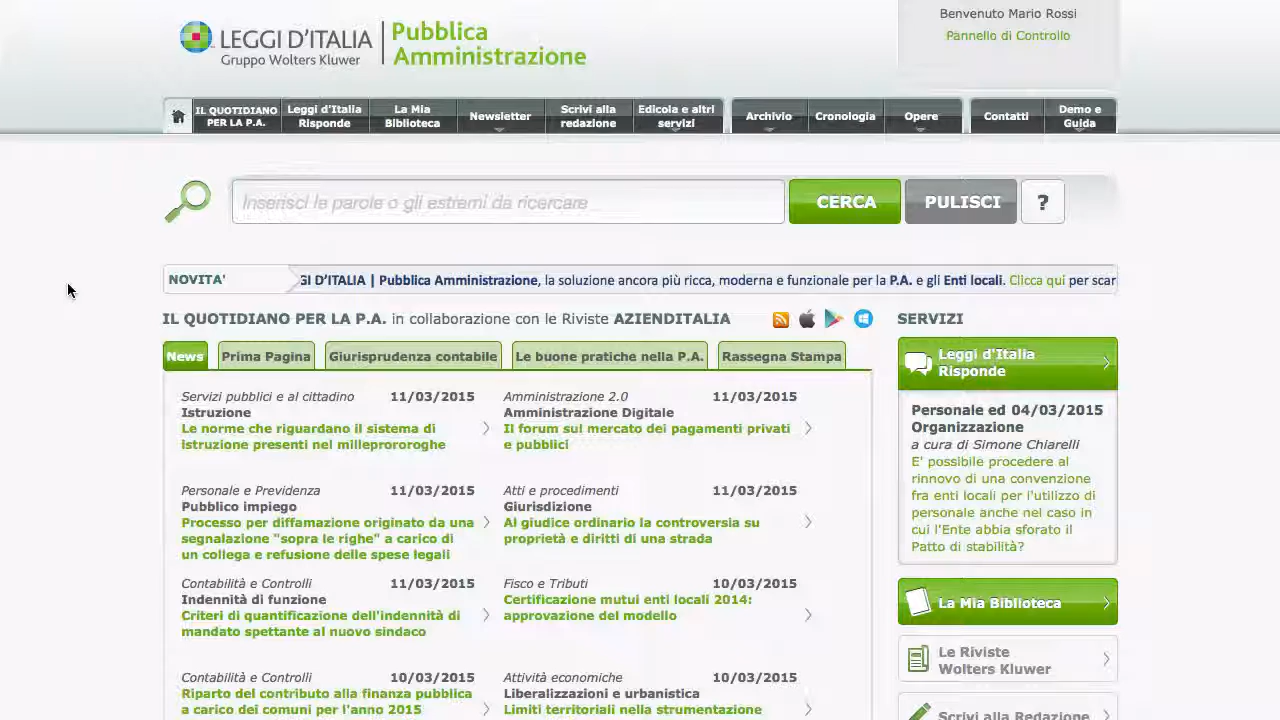 Benvenuto Mario Rossi
Pannello di Controllo
LEGGI D'ITALIA
Gruppo Wolters Kluwer
Pubblica
Amministrazione
IL QUOTIDIANO
PER LA P.A.
Leggi d'Italia
Risponde
La Mia
Biblioteca
Newsletter
Scrivi alla
redazione
Edicola e altri
servizi
Archivio
Cronologia
Opere
Contatti
Demo e
Guida
Inserisci le parole o gli estremi da ricercare
CERCA
PULISCI
?
NOVITA'
GI D'ITALIA | Pubblica Amministrazione, la soluzione ancora più ricca, moderna e funzionale per la P.A. e gli Enti locali. Clicca qui per scar
IL QUOTIDIANO PER LA P.A. in collaborazione con le Riviste AZIENDITALIA
News
Prima Pagina
Giurisprudenza contabile
Le buone pratiche nella P.A.
Rassegna Stampa
Servizi pubblici e al cittadino 11/03/2015
Istruzione
Le norme che riguardano il sistema di
istruzione presenti nel milleprororoghe
Amministrazione 2.0 11/03/2015
Amministrazione Digitale
Il forum sul mercato dei pagamenti privati
e pubblici
Personale e Previdenza 11/03/2015
Pubblico impiego
Processo per diffamazione originato da una
segnalazione "sopra le righe" a carico di
un collega e refusione delle spese legali
Atti e procedimenti 11/03/2015
Giurisdizione
Al giudice ordinario la controversia su
proprietà e diritti di una strada
Contabilità e Controlli 11/03/2015
Indennità di funzione
Criteri di quantificazione dell'indennità di
mandato spettante al nuovo sindaco
Fisco e Tributi 10/03/2015
Certificazione mutui enti locali 2014:
approvazione del modello
Contabilità e Controlli 10/03/2015
Riparto del contributo alla finanza pubblica
a carico dei comuni per l'anno 2015
Attività economiche 10/03/2015
Liberalizzazioni e urbanistica
Limiti territoriali nella strumentazione
SERVIZI
Leggi d'Italia
Risponde
Personale ed 04/03/2015
Organizzazione
a cura di Simone Chiarelli
E' possibile procedere al
rinnovo di una convenzione
fra enti locali per l'utilizzo di
personale anche nel caso in
cui l'Ente abbia sforato il
Patto di stabilità?
La Mia Biblioteca
Le Riviste
Wolters Kluwer
Scrivi alla Redazione